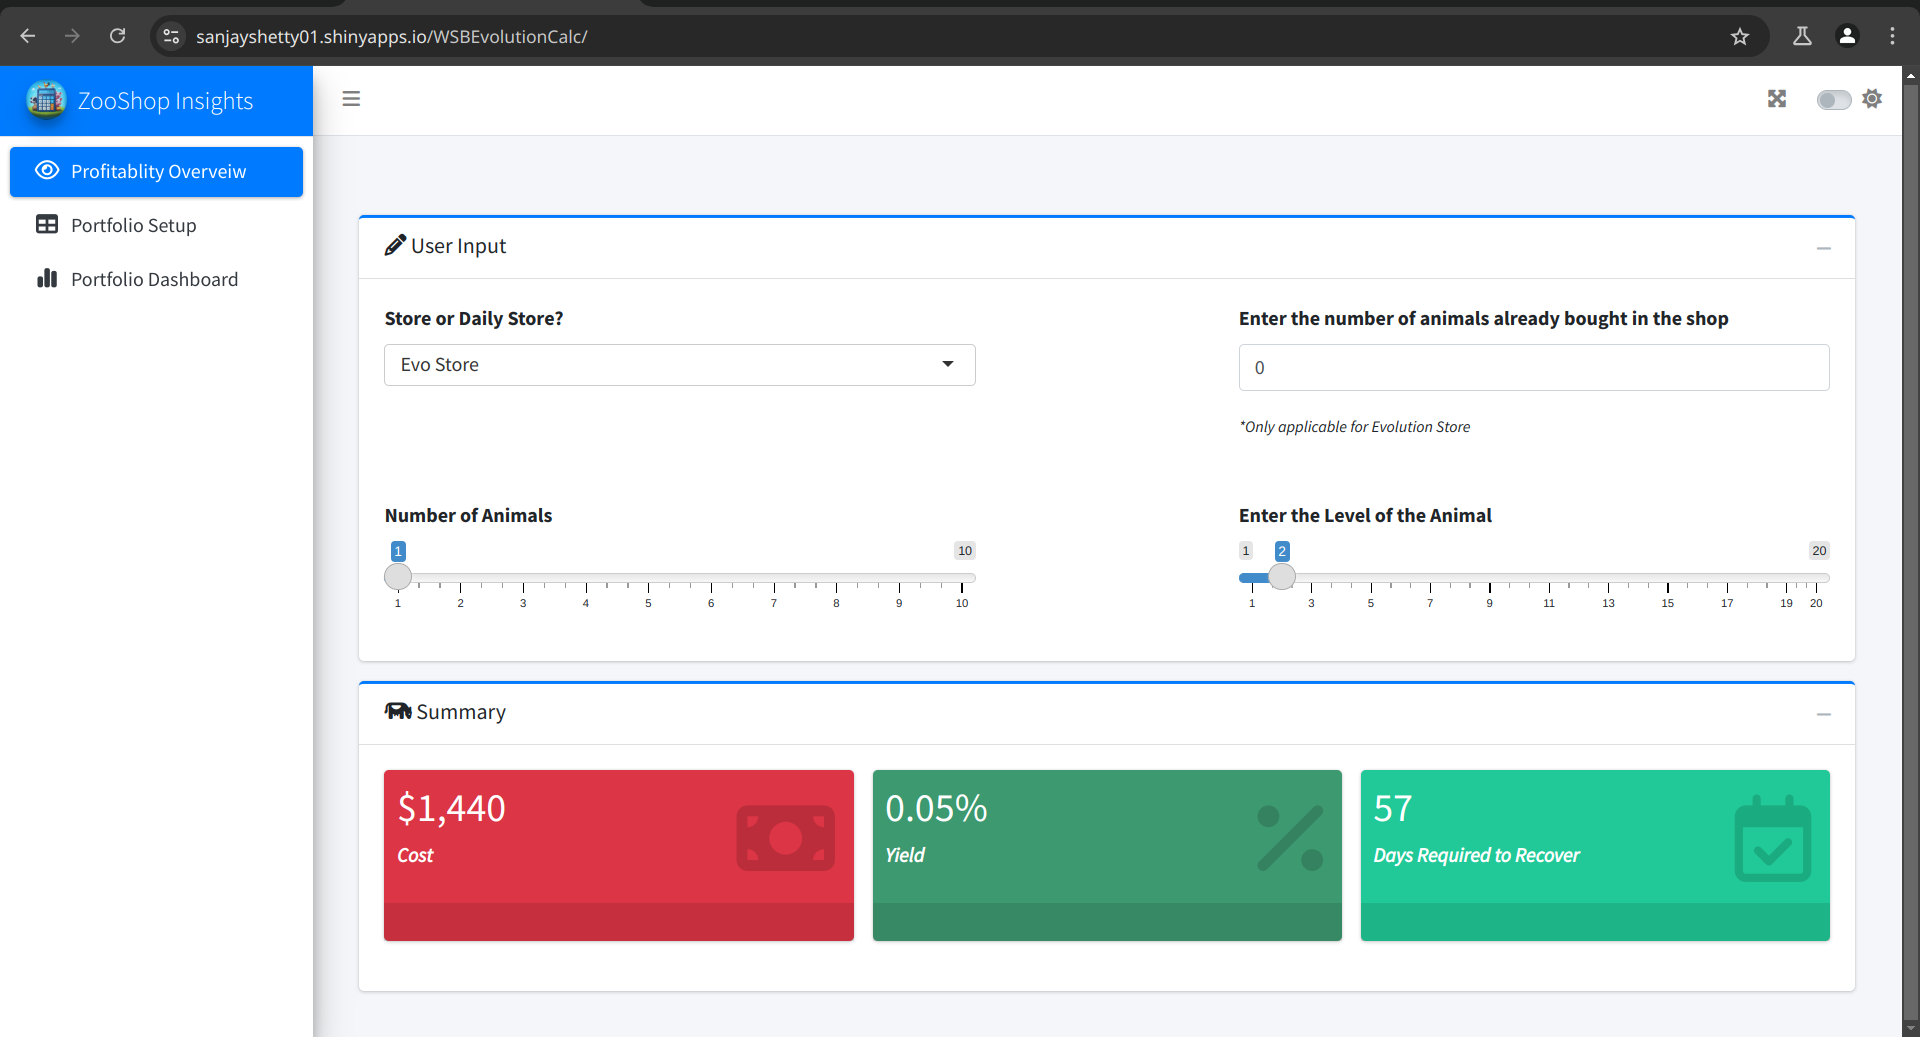 sanjayshetty01.shinyapps.io/WSBEvolutionCalc/
ZooShop Insights
Profitablity Overveiw
Portfolio Setup
Portfolio Dashboard
User Input
Store or Daily Store?
Evo Store
Enter the number of animals already bought in the shop
0
*Only applicable for Evolution Store
Number of Animals
1 10
1 2 3 4 5 6 7 8 9 10
Enter the Level of the Animal
1 2 20
1 3 5 7 9 11 13 15 17 19 20
Summary
$1,440
Cost
0.05%
Yield
57
Days Required to Recover